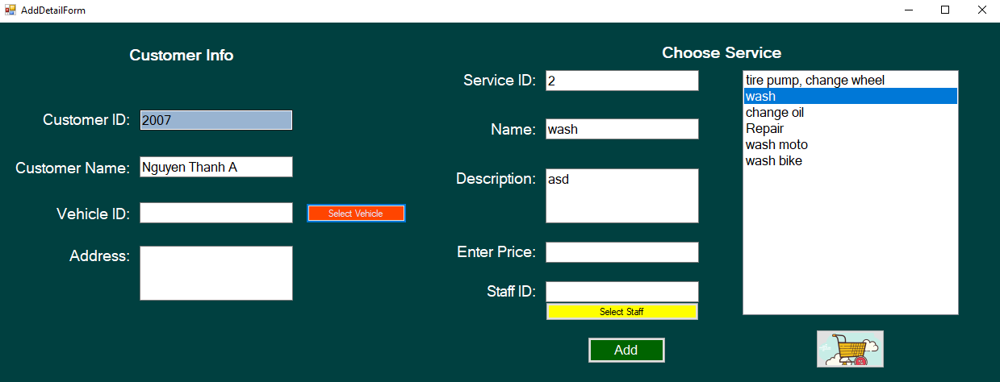 AddDetailForm
Customer Info
Customer ID: 2007
Customer Name: Nguyen Thanh A
Vehicle ID:
Select Vehicle
Address:
Choose Service
Service ID: 2
Name: wash
Description: asd
Enter Price:
Staff ID:
Select Staff
Add
tire pump, change wheel
wash
change oil
Repair
wash moto
wash bike